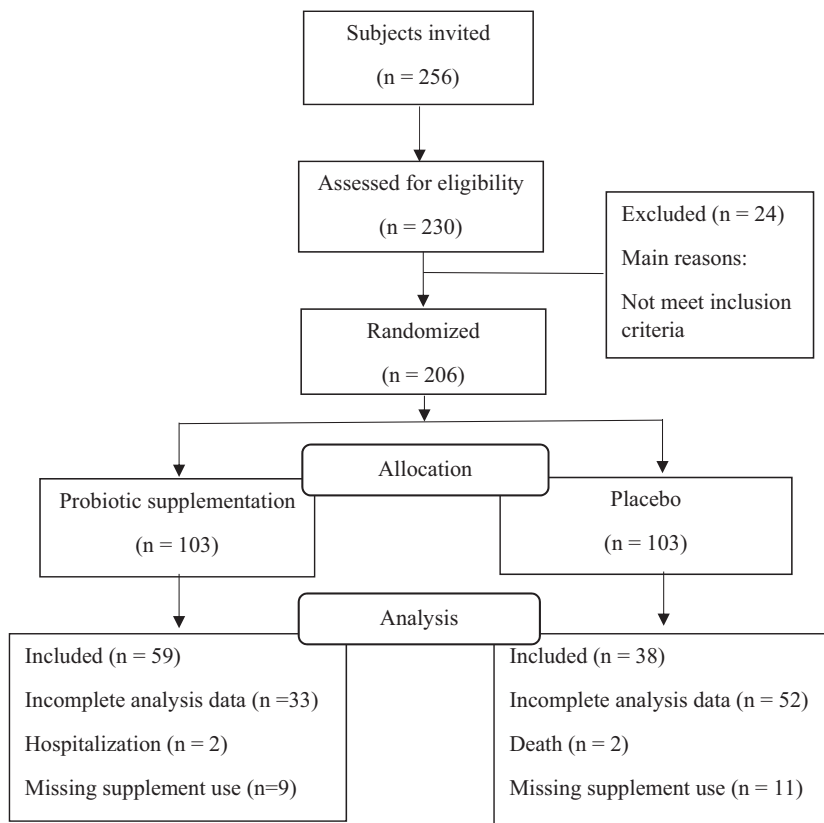 Subjects invited
(n = 256)
Assessed for eligibility
(n = 230)
Excluded (n = 24)
Main reasons:
Not meet inclusion
criteria
Randomized
(n = 206)
Allocation
Probiotic supplementation
(n = 103)
Placebo
(n = 103)
Analysis
Included (n = 59)
Incomplete analysis data (n =33)
Hospitalization (n = 2)
Missing supplement use (n=9)
Included (n = 38)
Incomplete analysis data (n = 52)
Death (n = 2)
Missing supplement use (n = 11)